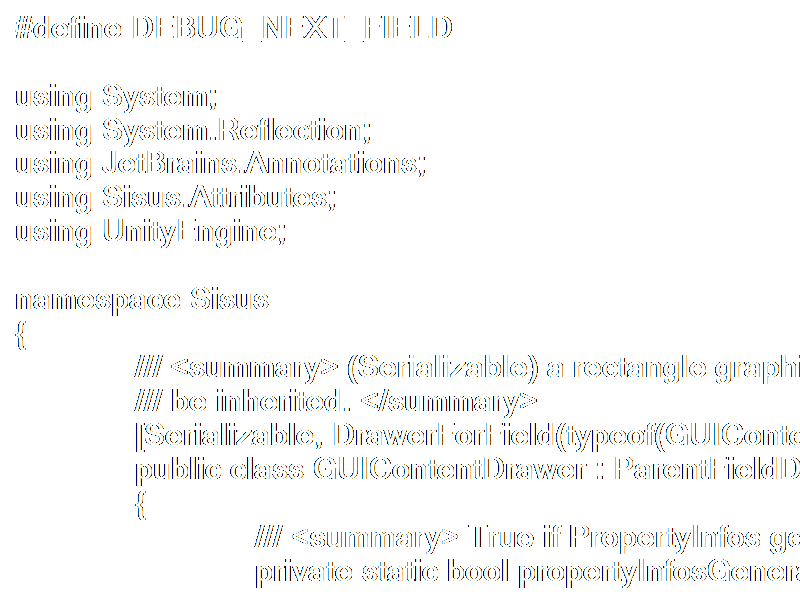 #define DEBUG_NEXT_FIELD

using System;
using System.Reflection;
using JetBrains.Annotations;
using Sisus.Attributes;
using UnityEngine;

namespace Sisus
{
/// <summary> (Serializable) a rectangle graphi
/// be inherited. </summary>
[Serializable, DrawerForField(typeof(GUIConte
public class GUIContentDrawer : ParentFieldD
{
/// <summary> True if PropertyInfos ge
private static bool propertyInfosGenera